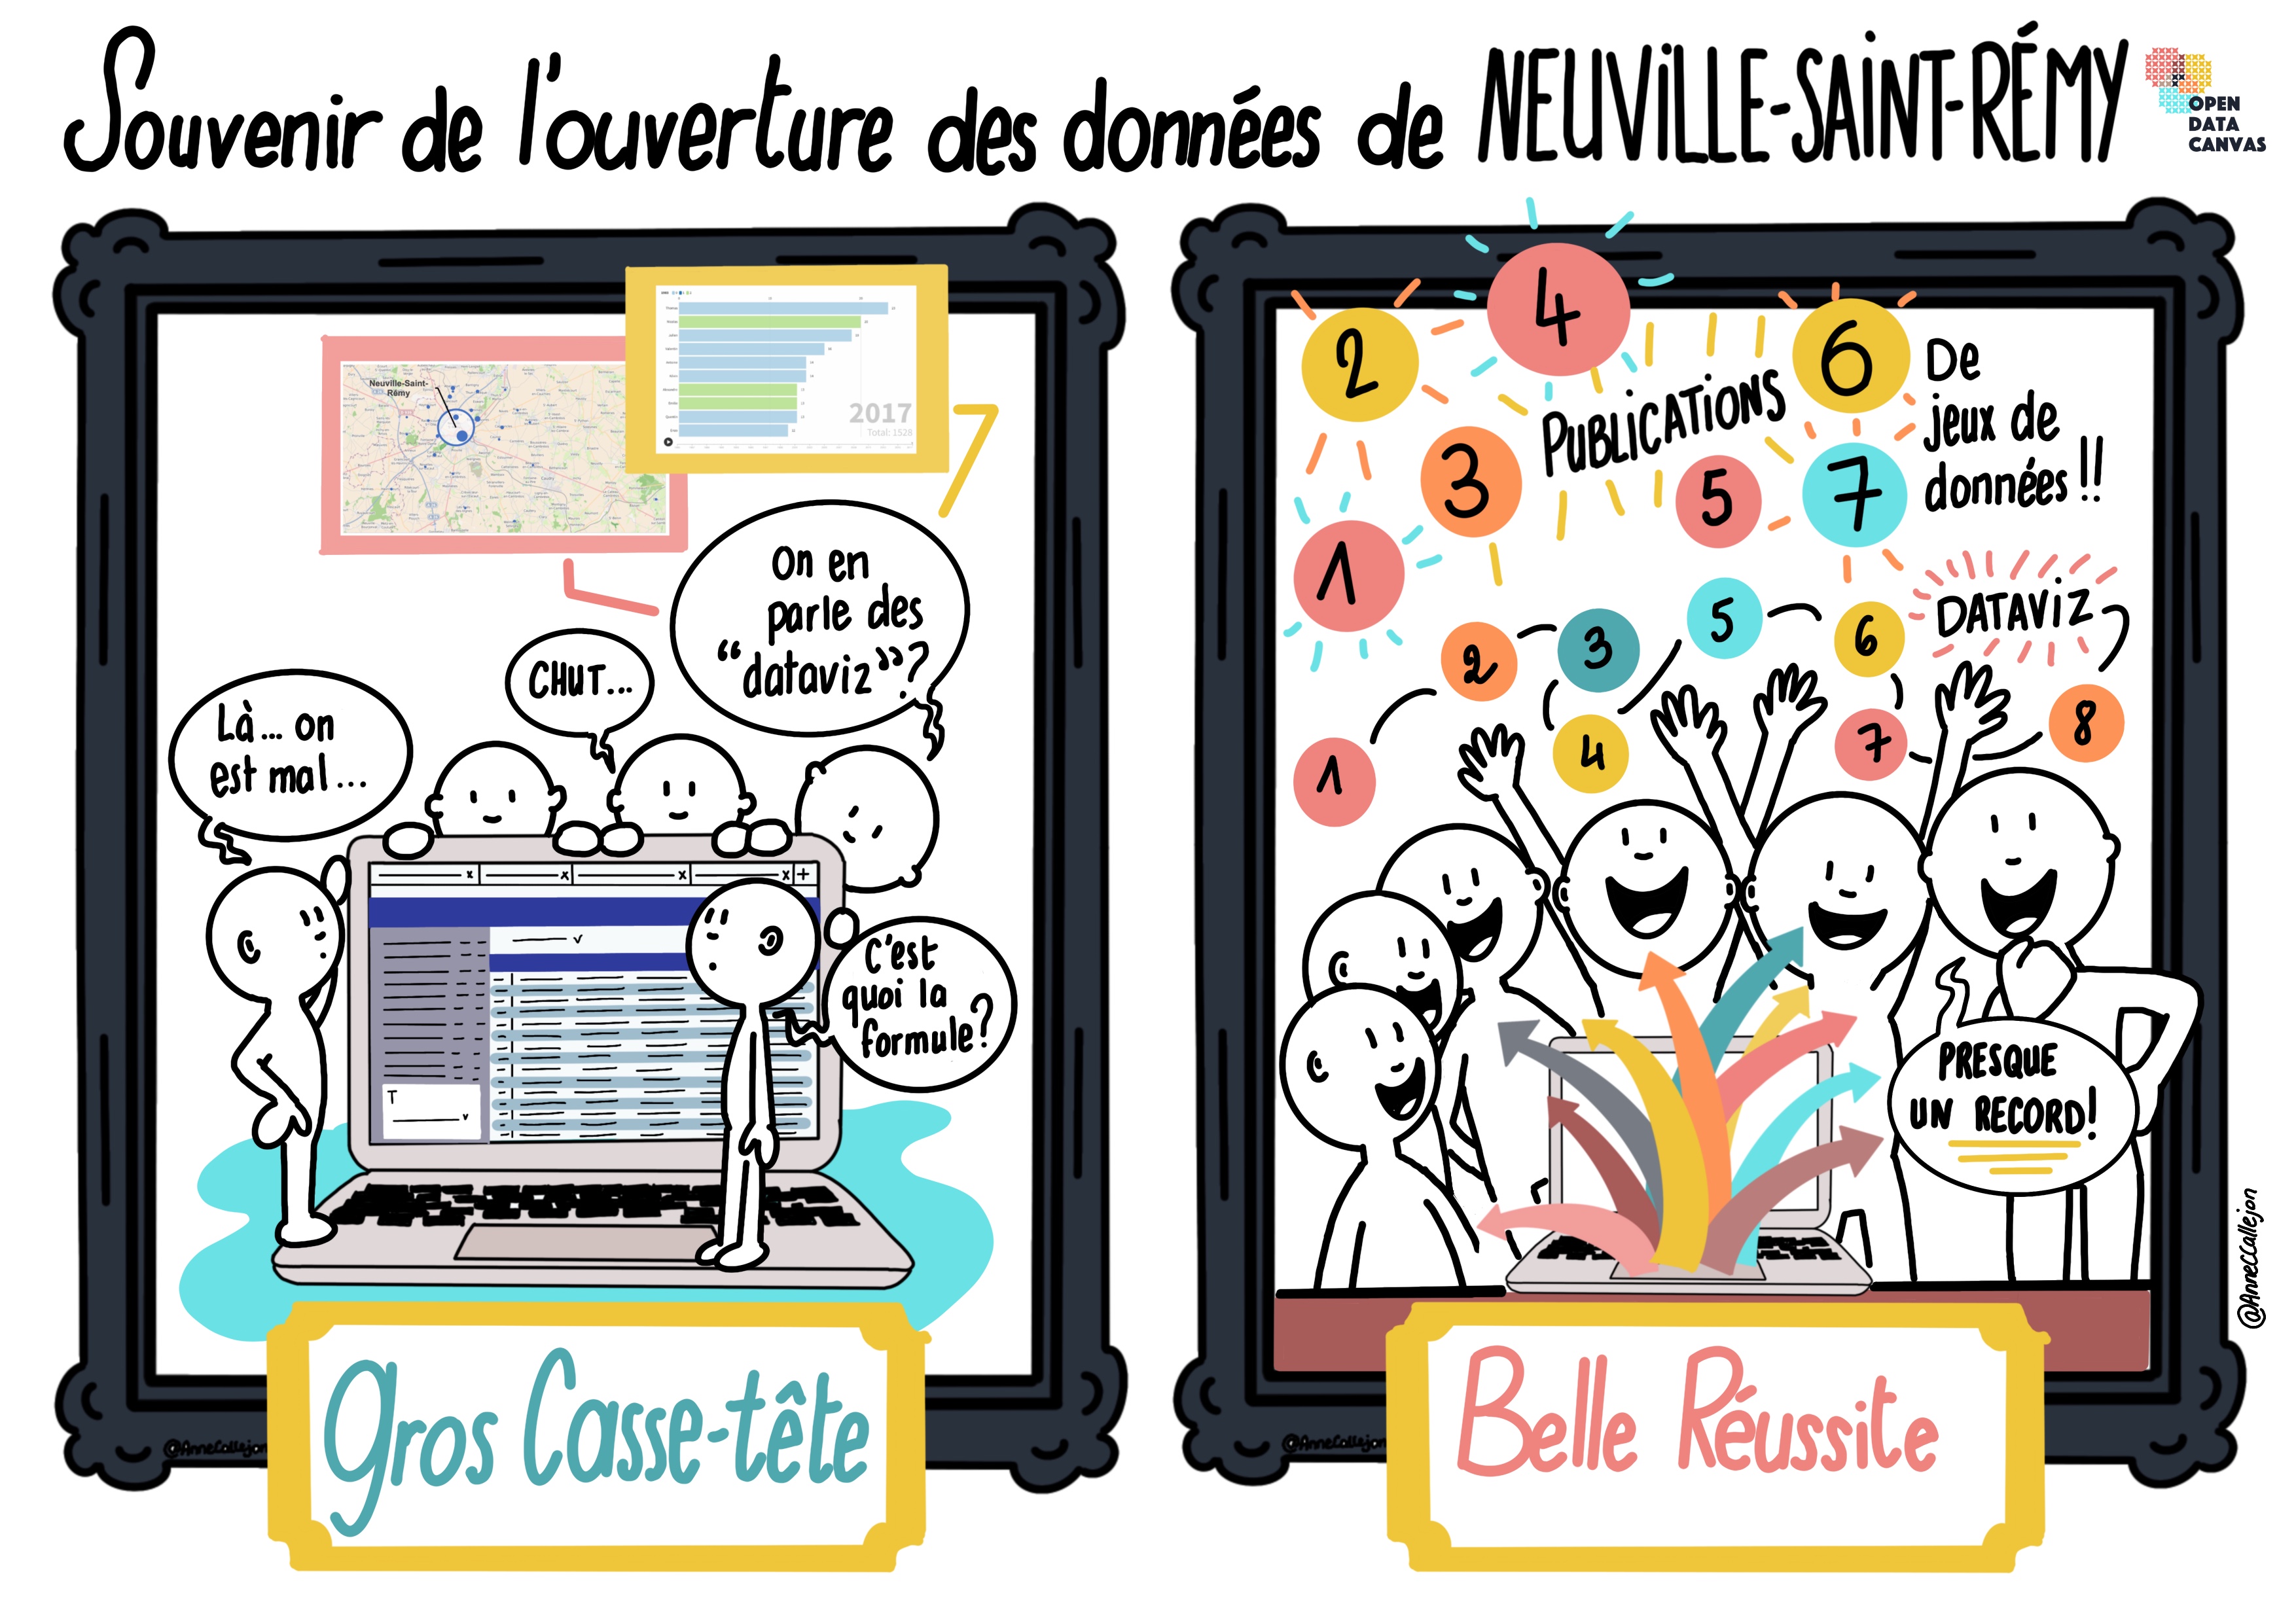 Souvenir de l'ouverture des données de NEUViLLE-SAiNT-RÉMY
OPEN
DATA
CANVAS
Neuville-Saint-
Rémy
2017
Total: 1528
On en
parle des
“dataviz”?
CHUT...
Là... on
est mal...
x x x x +
T
C'est
quoi la
formule?
Gros Casse-tête
@AnneCallejon
2
4
6
De
jeux de
données!!
PUBLiCATiONS
3
5
7
1
DATAViZ
1
2
3
4
5
6
7
8
PRESQUE
UN RECORD!
Belle Réussite
@AnneCallejon
@AnneCCallejon